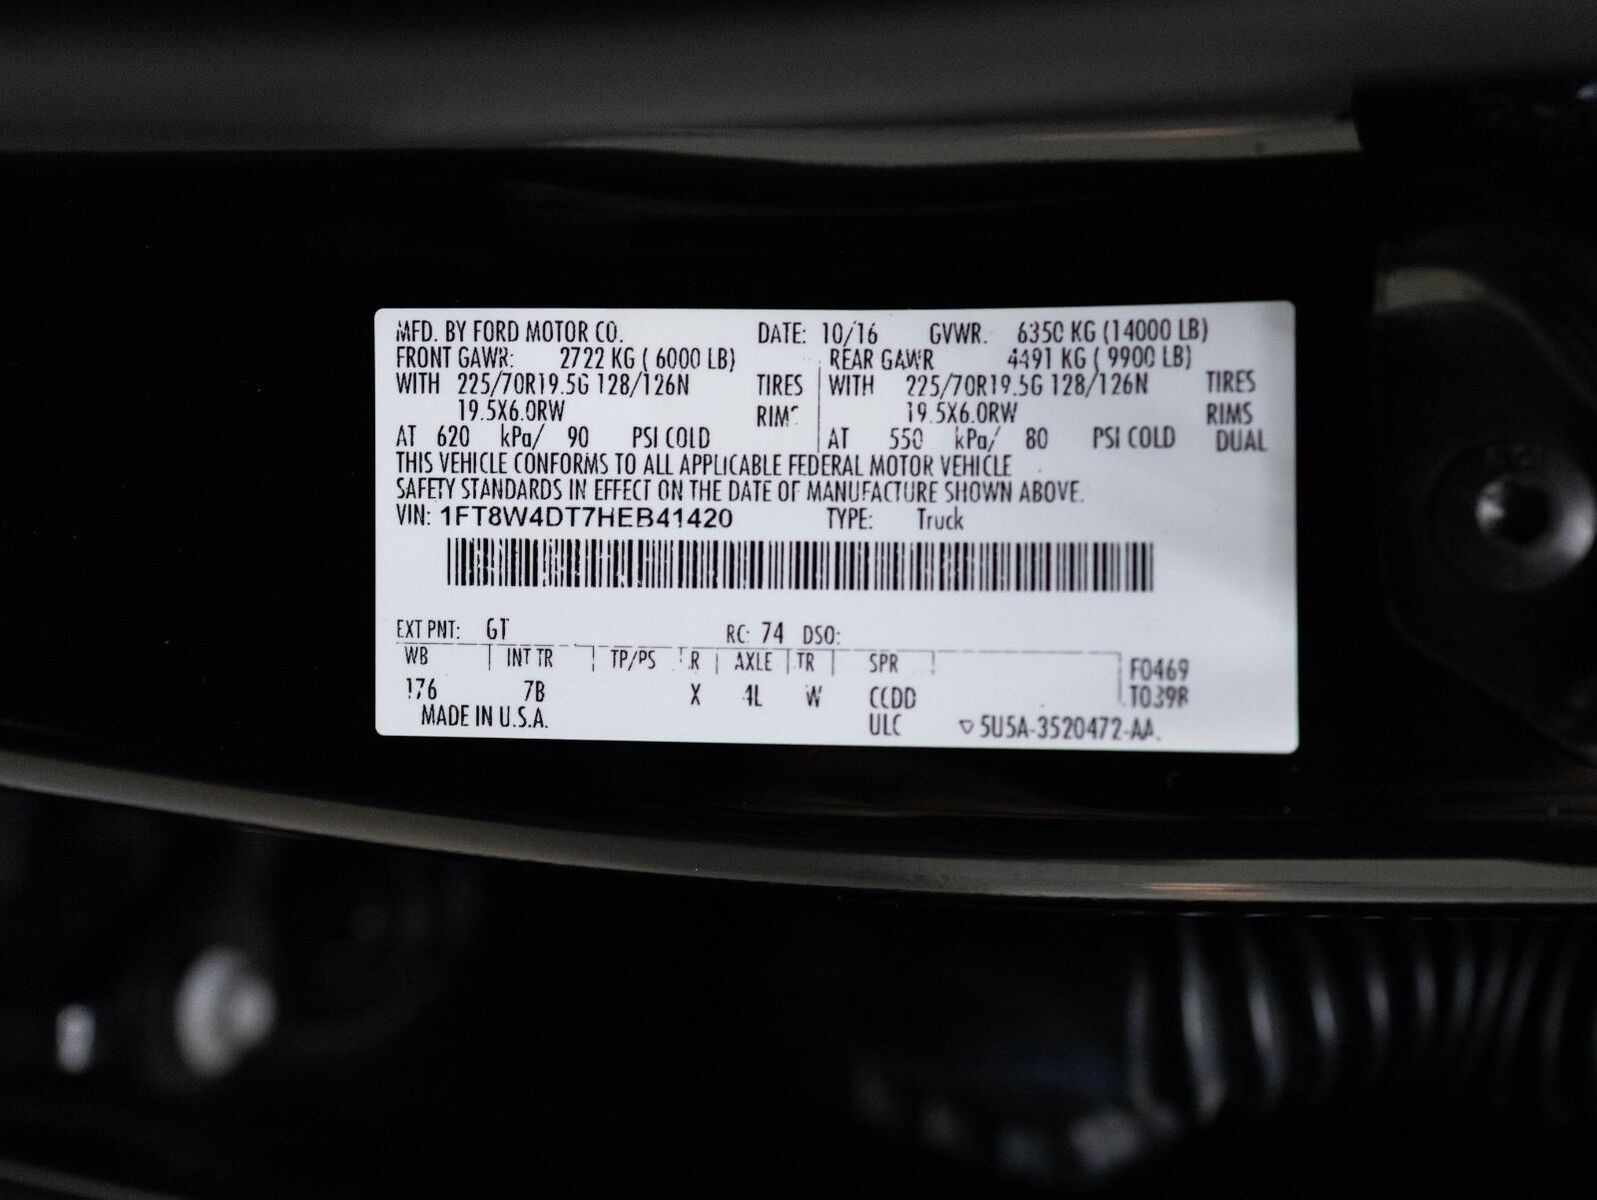 MFD. BY FORD MOTOR CO. DATE: 10/16 GVWR: 6350 KG (14000 LB)
FRONT GAWR: 2722 KG ( 6000 LB) REAR GAWR 4491 KG ( 9900 LB)
WITH 225/70R19.5G 128/126N TIRES WITH 225/70R19.5G 128/126N TIRES
19.5X6.0RW RIMS 19.5X6.0RW RIMS
AT 620 kPa/ 90 PSI COLD AT 550 kPa/ 80 PSI COLD DUAL
THIS VEHICLE CONFORMS TO ALL APPLICABLE FEDERAL MOTOR VEHICLE
SAFETY STANDARDS IN EFFECT ON THE DATE OF MANUFACTURE SHOWN ABOVE.
VIN: 1FT8W4DT7HEB41420 TYPE: Truck
EXT PNT: GT RC: 74 DSO:
WB INT TR TP/PS R AXLE TR SPR F0469
176 7B X 4L W CCDD T0398
MADE IN U.S.A. ULC ▽ 5U5A-3520472-AA